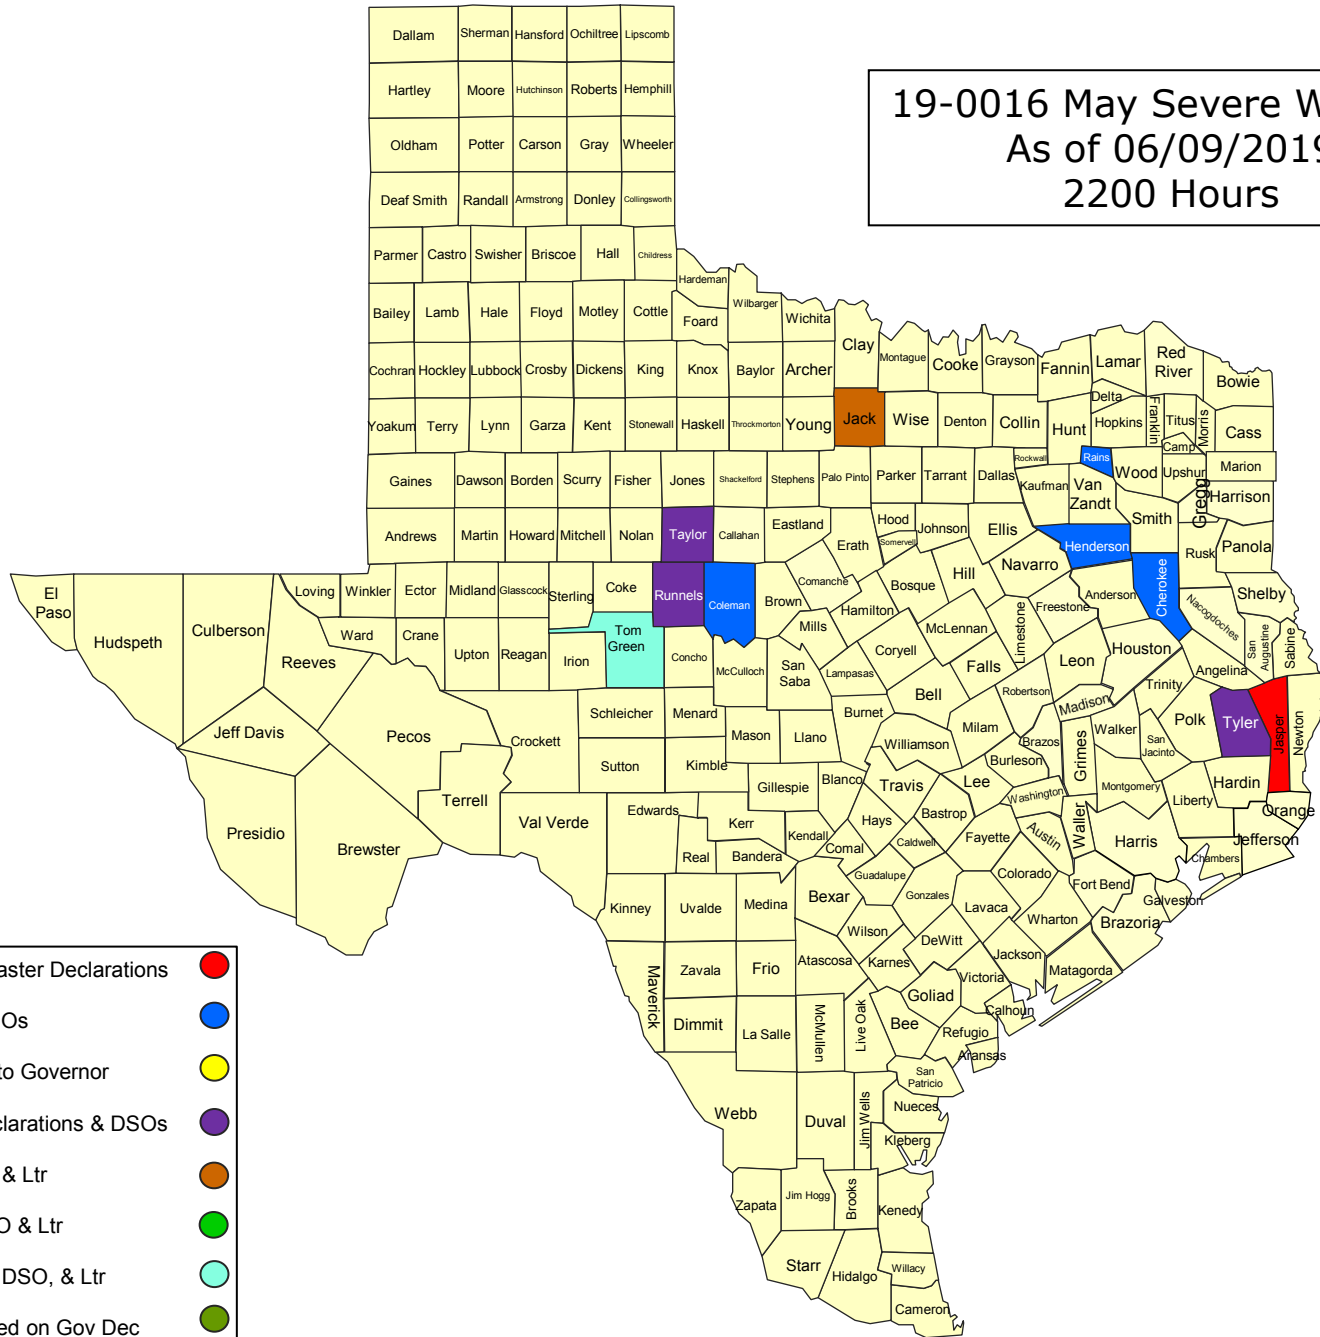 Dallam Sherman Hansford Ochiltree Lipscomb
Hartley Moore Hutchinson Roberts Hemphill
19-0016 May Severe W
As of 06/09/2019
2200 Hours
Oldham Potter Carson Gray Wheeler
Deaf Smith Randall Armstrong Donley Collingsworth
Parmer Castro Swisher Briscoe Hall Childress
Hardeman
Bailey Lamb Hale Floyd Motley Cottle Foard Wilbarger Wichita
Clay Montague Cooke Grayson Fannin Lamar Red River Bowie
Cochran Hockley Lubbock Crosby Dickens King Knox Baylor Archer
Delta
Yoakum Terry Lynn Garza Kent Stonewall Haskell Throckmorton Young Jack Wise Denton Collin Hunt Hopkins Franklin Titus Morris Cass
Camp
Rockwall Rains
Gaines Dawson Borden Scurry Fisher Jones Shackelford Stephens Palo Pinto Parker Tarrant Dallas Kaufman Van Zandt Wood Upshur Marion
Gregg Harrison
Andrews Martin Howard Mitchell Nolan Taylor Callahan Eastland Erath Hood Somervell Johnson Ellis Henderson Smith Rusk Panola
El Paso Hudspeth Culberson Loving Winkler Ector Midland Glasscock Sterling Coke Runnels Coleman Brown Comanche Hamilton Bosque Hill Navarro Freestone Anderson Cherokee Nacogdoches Shelby
Reeves Ward Crane Upton Reagan Irion Tom Green Concho McCulloch San Saba Mills Lampasas Coryell McLennan Limestone Falls Leon Houston Angelina San Augustine Sabine
Jeff Davis Pecos Crockett Schleicher Menard Mason Llano Burnet Bell Milam Robertson Madison Trinity Polk Tyler Jasper Newton
Walker San Jacinto Grimes Brazos
Sutton Kimble Gillespie Blanco Williamson Travis Burleson Lee Washington Montgomery Liberty Hardin Orange
Presidio Brewster Terrell Val Verde Edwards Kerr Kendall Hays Comal Bastrop Caldwell Fayette Austin Waller Harris Jefferson Chambers
Real Bandera Guadalupe Gonzales Colorado Fort Bend Galveston
Kinney Uvalde Medina Bexar Wilson Lavaca Wharton Brazoria
Maverick Zavala Frio Atascosa Karnes DeWitt Jackson Matagorda
Victoria Goliad Calhoun
Dimmit La Salle McMullen Live Oak Bee Refugio Aransas
San Patricio
Webb Duval Jim Wells Nueces
Kleberg
Zapata Jim Hogg Brooks Kenedy
Starr Hidalgo Willacy
Cameron
aster Declarations
Os
to Governor
clarations & DSOs
& Ltr
O & Ltr
DSO, & Ltr
ed on Gov Dec